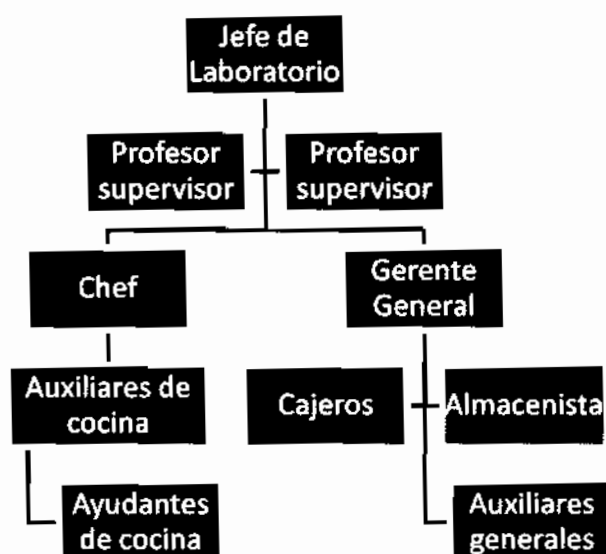 Jefe de
Laboratorio
Profesor
supervisor
Profesor
supervisor
Chef
Gerente
General
Auxiliares de
cocina
Cajeros
Almacenista
Ayudantes
de cocina
Auxiliares
generales